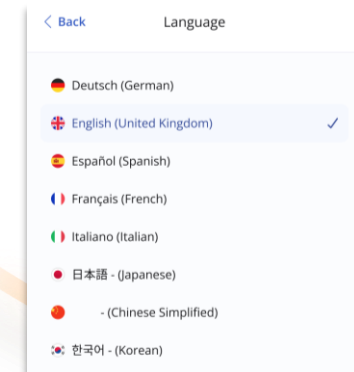 Back
Language
Deutsch (German)
English (United Kingdom)
Español (Spanish)
Français (French)
Italiano (Italian)
日本語 - (Japanese)
- (Chinese Simplified)
한국어 - (Korean)